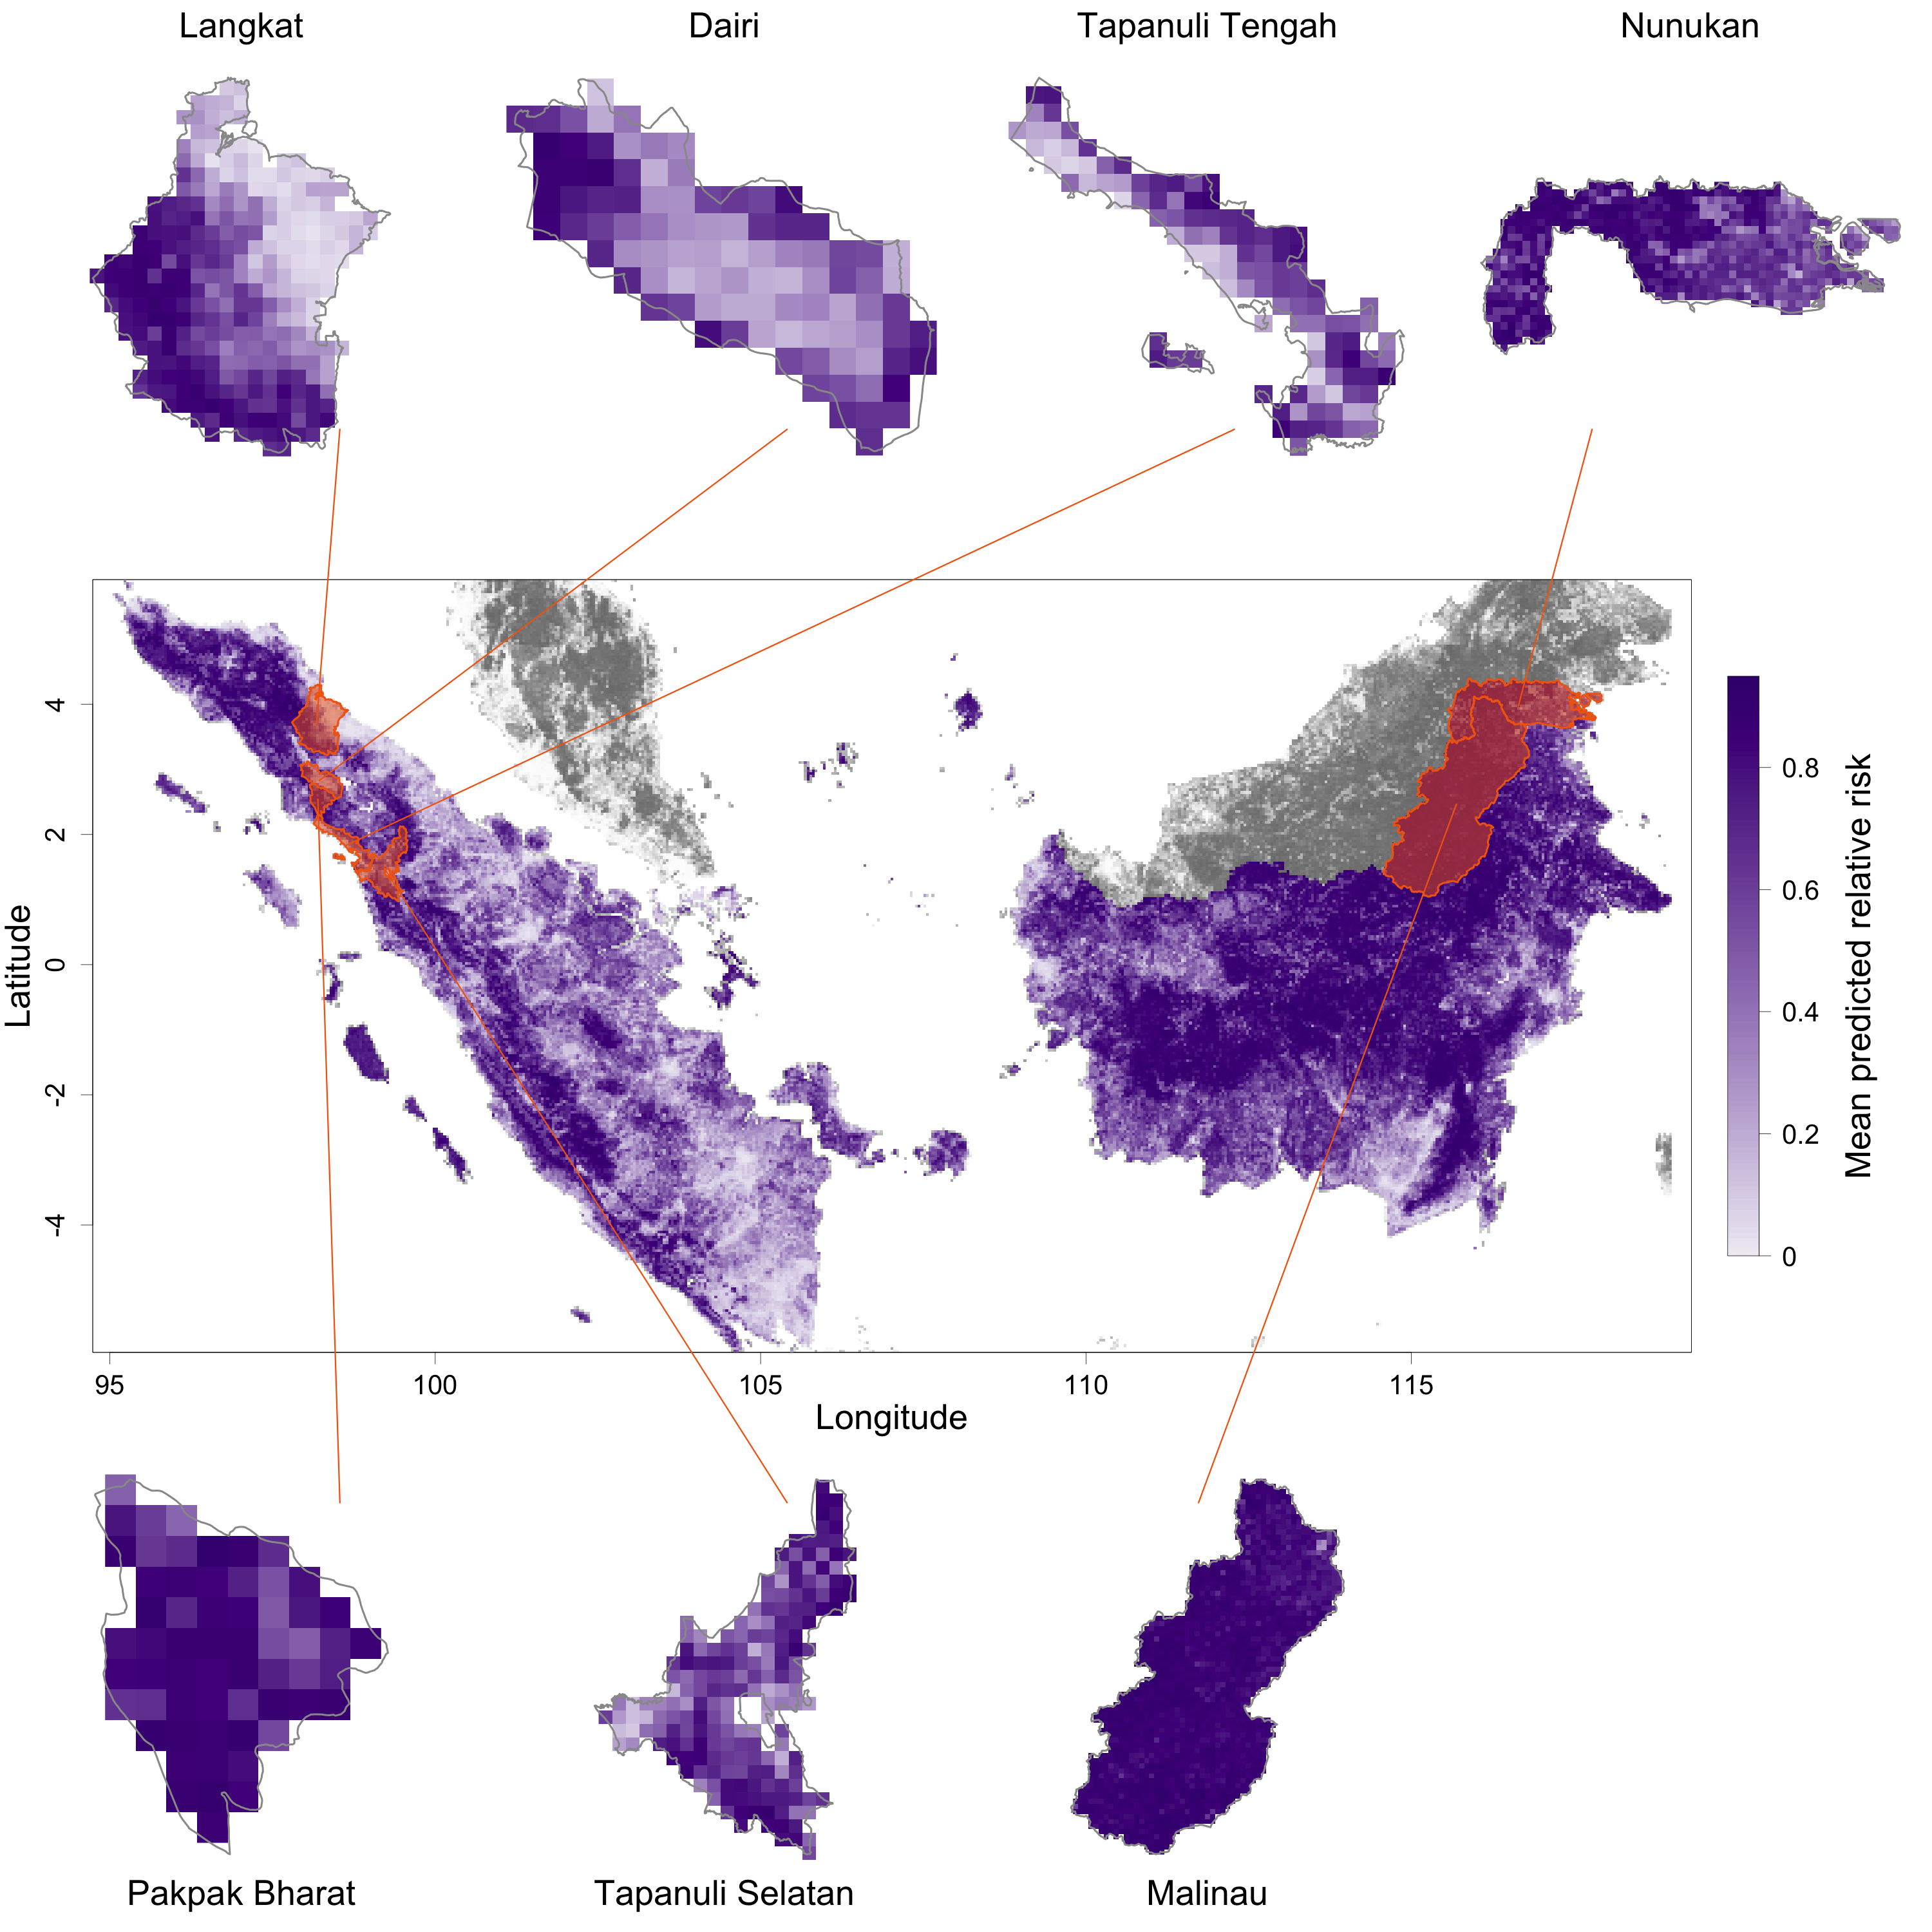 Langkat
Dairi
Tapanuli Tengah
Nunukan
Latitude
4
2
0
-2
-4
95
100
105
110
115
Longitude
0.8
0.6
0.4
0.2
0
Mean predicted relative risk
Pakpak Bharat
Tapanuli Selatan
Malinau